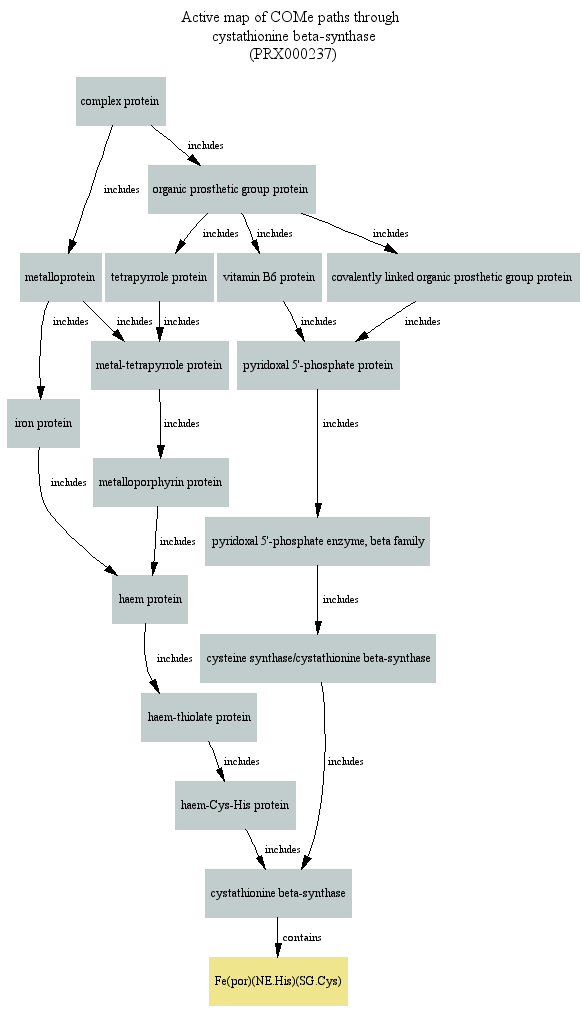 Active map of COMe paths through
cystathionine beta-synthase
(PRX000237)
complex protein
includes
includes
organic prosthetic group protein
includes
includes
includes
metalloprotein
tetrapyrrole protein
vitamin B6 protein
covalently linked organic prosthetic group protein
includes
includes
includes
includes
includes
metal-tetrapyrrole protein
pyridoxal 5'-phosphate protein
iron protein
includes
includes
metalloporphyrin protein
includes
includes
pyridoxal 5'-phosphate enzyme, beta family
haem protein
includes
cysteine synthase/cystathionine beta-synthase
includes
haem-thiolate protein
includes
includes
haem-Cys-His protein
includes
cystathionine beta-synthase
contains
Fe(por)(NE.His)(SG.Cys)